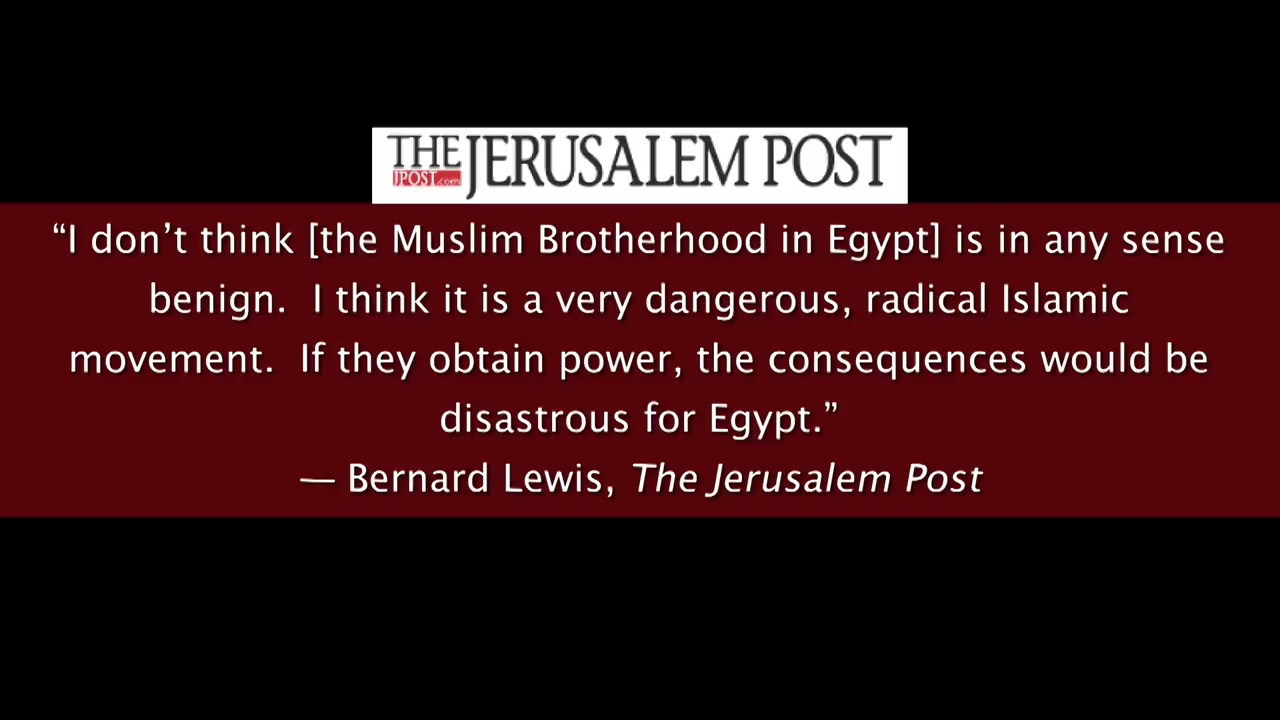 THE JERUSALEM POST
JPOST.com
“I don’t think [the Muslim Brotherhood in Egypt] is in any sense
benign.  I think it is a very dangerous, radical Islamic
movement.  If they obtain power, the consequences would be
disastrous for Egypt.”
— Bernard Lewis, The Jerusalem Post